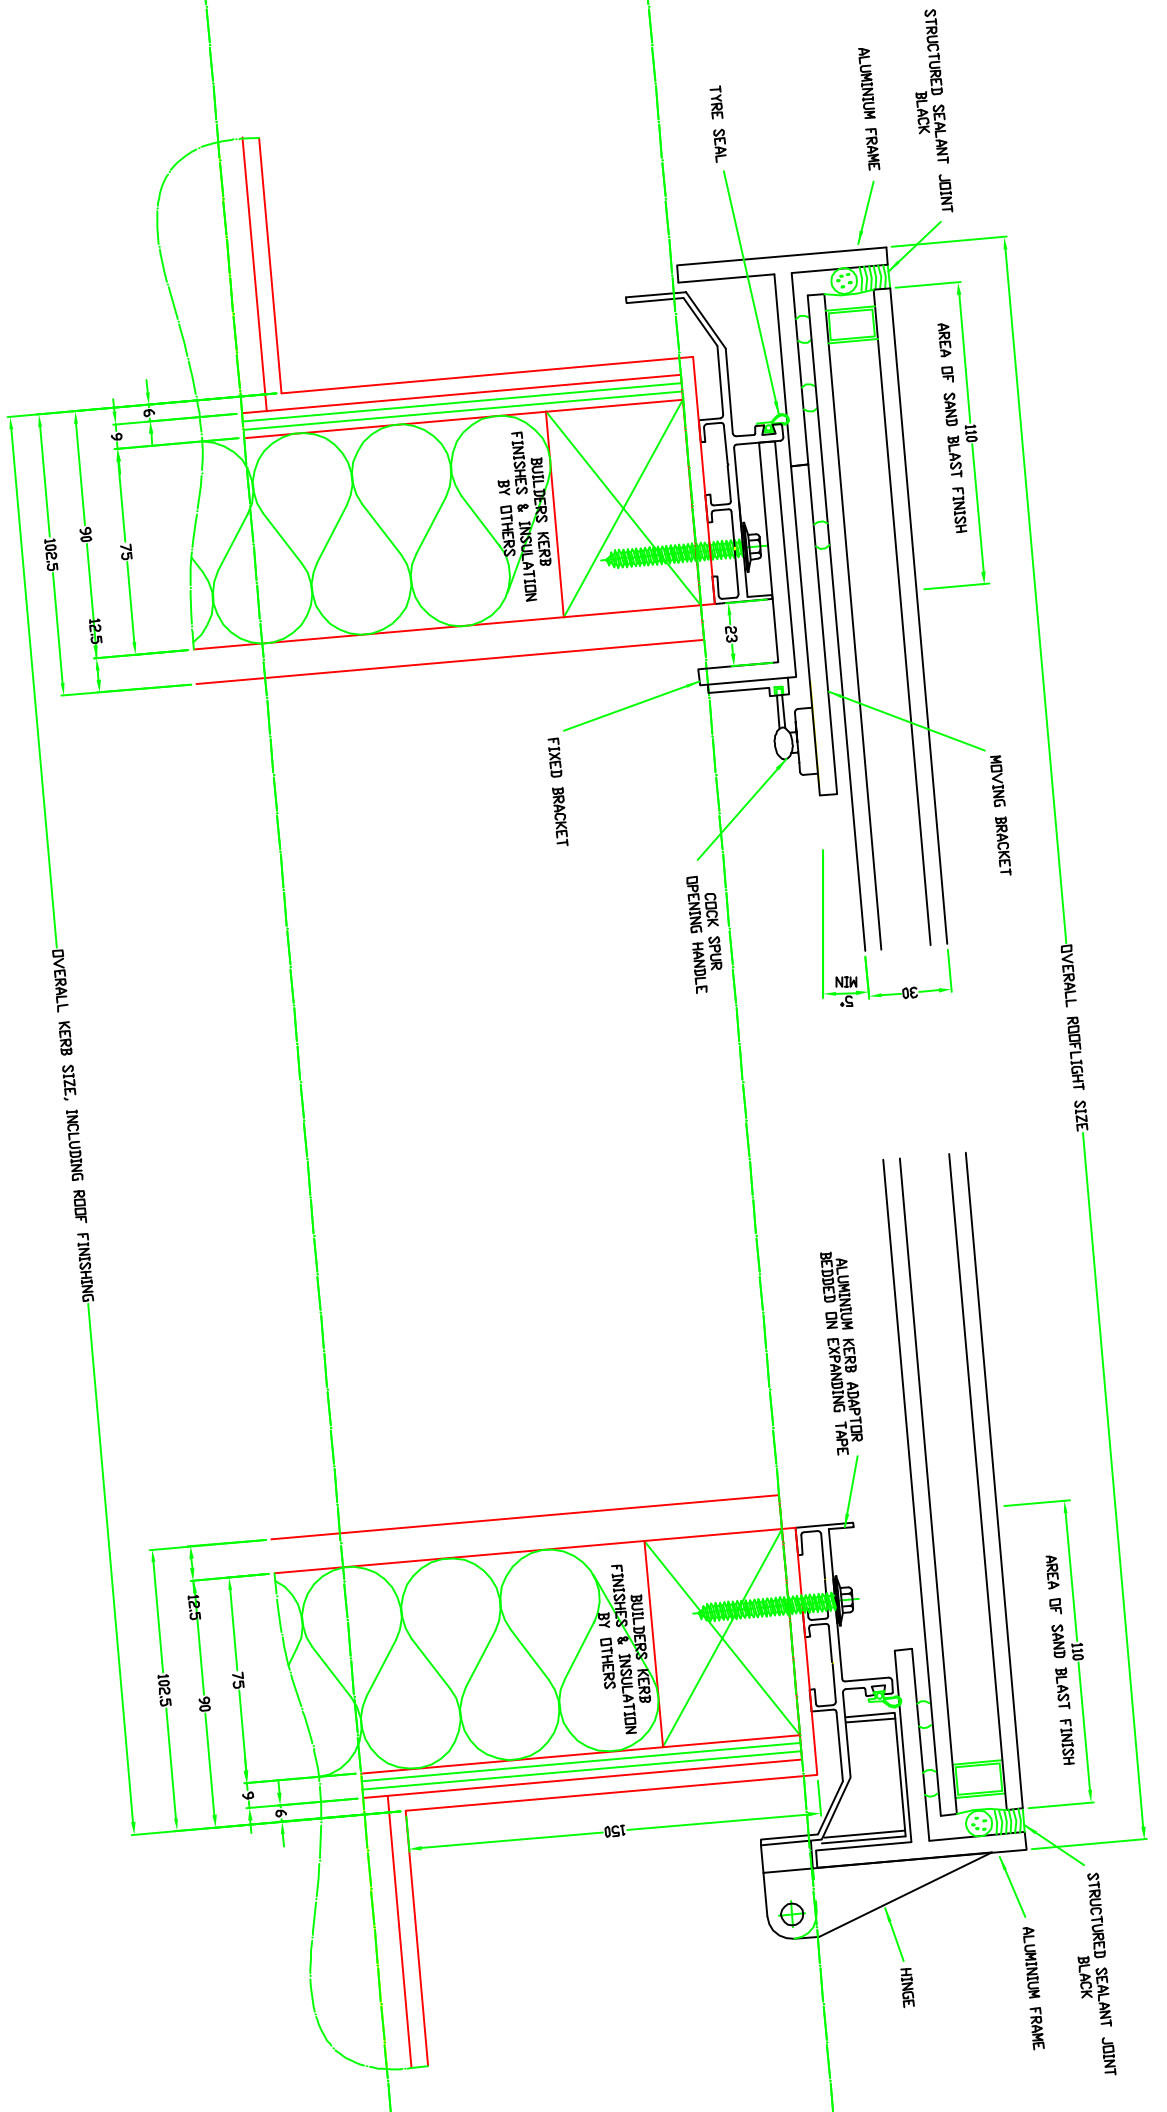 STRUCTURED SEALANT JOINT
BLACK
ALUMINIUM FRAME
TYRE SEAL
110
AREA OF SAND BLAST FINISH
BUILDERS KERB
FINISHES & INSULATION
BY OTHERS
23
6
9
75
90
12.5
102.5
FIXED BRACKET
MOVING BRACKET
COCK SPUR
OPENING HANDLE
5°
MIN
30
OVERALL ROOFLIGHT SIZE
OVERALL KERB SIZE, INCLUDING ROOF FINISHING
ALUMINIUM KERB ADAPTOR
BEDDED ON EXPANDING TAPE
110
AREA OF SAND BLAST FINISH
BUILDERS KERB
FINISHES & INSULATION
BY OTHERS
12.5
75
90
102.5
9
6
150
STRUCTURED SEALANT JOINT
BLACK
ALUMINIUM FRAME
HINGE